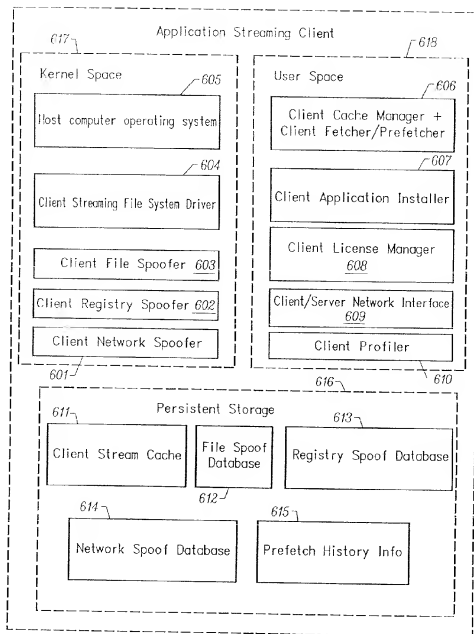 Application Streaming Client
617
618
Kernel Space
605
Host computer operating system
604
Client Streaming File System Driver
Client File Spoofer 603
Client Registry Spoofer 602
Client Network Spoofer
601
User Space
606
Client Cache Manager +
Client Fetcher/Prefetcher
607
Client Application Installer
Client License Manager
608
Client/Server Network Interface
609
Client Profiler
610
616
Persistent Storage
611
Client Stream Cache
File Spoof
Database
612
613
Registry Spoof Database
614
Network Spoof Database
615
Prefetch History Info